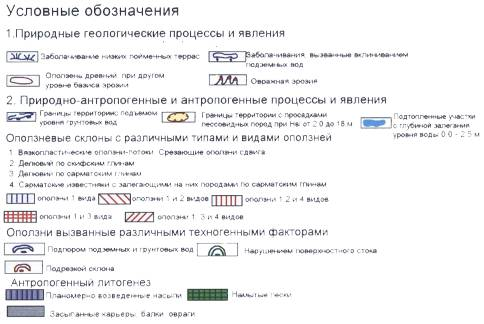 Условные обозначения
1.Природные геологические процессы и явления
Заболачивание низких пойменных террас
Заболачивания вызванные вклиниванием подземных вод
Оползень древний при другом уровне базиса эрозии
Овражная эрозия
2. Природно-антропогенные и антропогенные процессы и явления
Границы территорис подъемом уровня грунтовых вод
Границы территории с просадками лессовидных пород при Hsl от 2.0 до 18 м
Подтопленные участки с глубиной залегания уровня воды 0.0 - 2.5 м
Оползневые склоны с различными типами и видами оползней
1 Вязкопластические оползни-потоки Срезающие оползни сдвига
2 Делювий по скифским глинам
3 Делювий по сарматским глинам
4 Сарматские известняки с залегающими на них породами по сарматским глинам
оползни 1 вида
оползни 1 и 2 видов
оползни 1,2 и 4 видов
оползни 1 и 3 вида
оползни 1, 3 и 4 видов
Оползни вызванные различными техногенными факторами
Подпором подземных и грунтовых вод
Нарушением поверхностного стока
Подрезкой склона
Антропогенный литогенез
Планомерно возведенные насыпи
Намытые пески
Засыпанные карьеры балки овраги